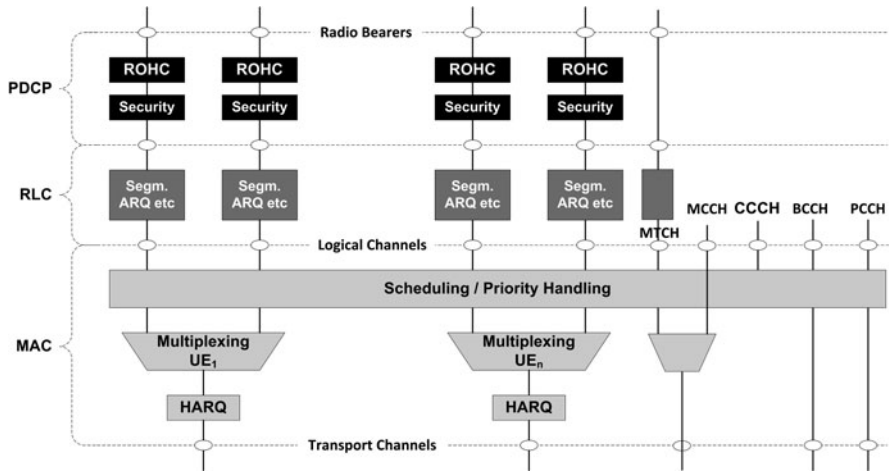 Radio Bearers
ROHC
ROHC
ROHC
ROHC
PDCP
Security
Security
Security
Security
RLC
Segm.
ARQ etc
Segm.
ARQ etc
Segm.
ARQ etc
Segm.
ARQ etc
MCCH
CCCH
BCCH
PCCH
MTCH
Logical Channels
Scheduling / Priority Handling
MAC
Multiplexing
UE1
Multiplexing
UEn
HARQ
HARQ
Transport Channels